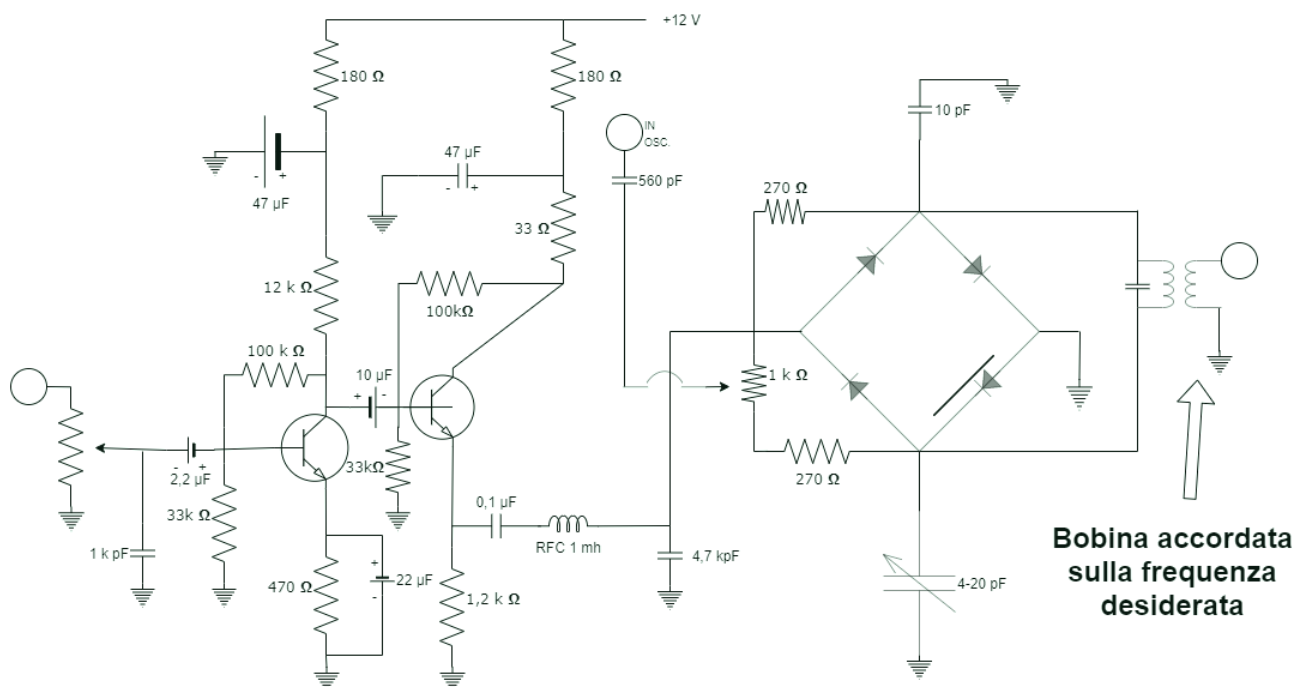 +12 V
180 Ω
180 Ω
10 pF
IN
OSC.
47 µF
- +
560 pF
- +
47 µF
270 Ω
33 Ω
12 k Ω
100kΩ
100 k Ω
10 µF
+ -
1 k Ω
- +
2,2 µF
33kΩ
270 Ω
33k Ω
0,1 µF
RFC 1 mh
1 k pF
4,7 kpF
470 Ω
+
22 µF
-
1,2 k Ω
4-20 pF
Bobina accordata
sulla frequenza
desiderata